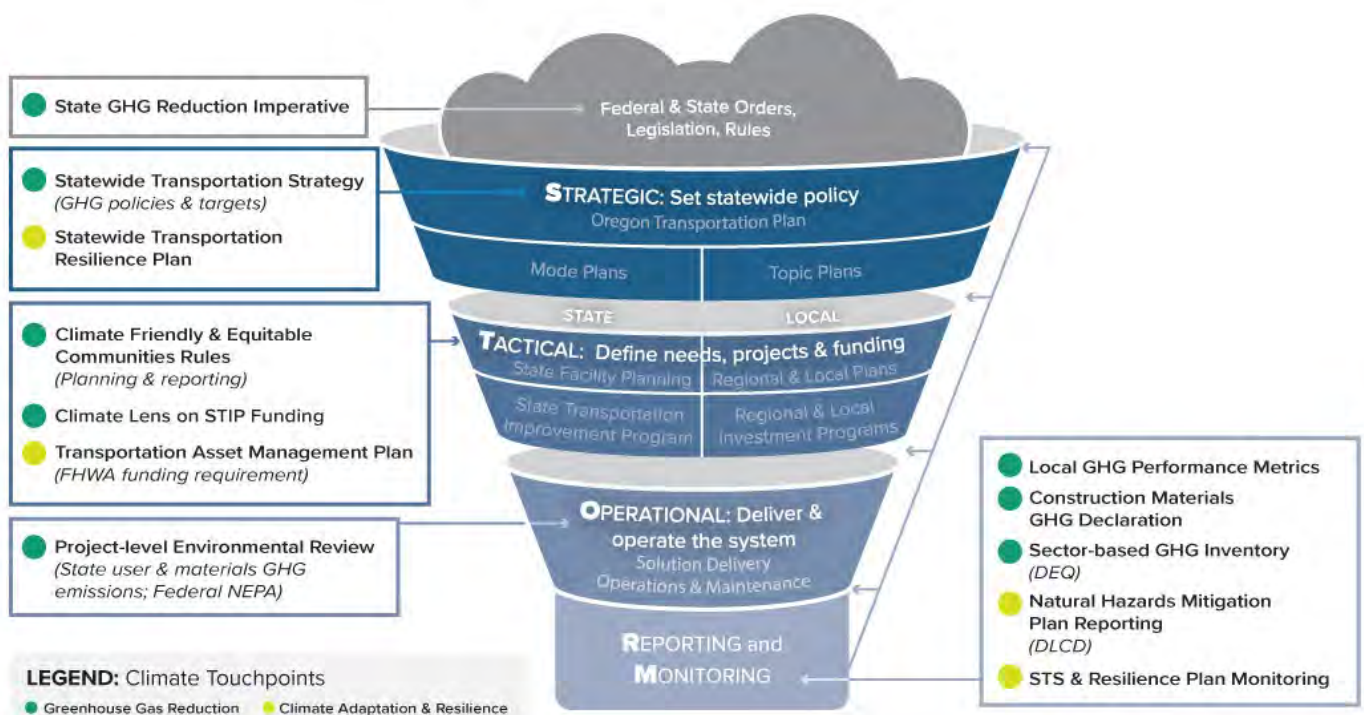 State GHG Reduction Imperative
Federal & State Orders,
Legislation, Rules
Statewide Transportation Strategy
(GHG policies & targets)
Statewide Transportation
Resilience Plan
STRATEGIC: Set statewide policy
Oregon Transportation Plan
Mode Plans
Topic Plans
Climate Friendly & Equitable
Communities Rules
(Planning & reporting)
Climate Lens on STIP Funding
Transportation Asset Management Plan
(FHWA funding requirement)
STATE
LOCAL
TACTICAL: Define needs, projects & funding
State Facility Planning
Regional & Local Plans
State Transportation
Improvement Program
Regional & Local
Investment Programs
Project-level Environmental Review
(State user & materials GHG
emissions; Federal NEPA)
OPERATIONAL: Deliver &
operate the system
Solution Delivery
Operations & Maintenance
REPORTING and
MONITORING
Local GHG Performance Metrics
Construction Materials
GHG Declaration
Sector-based GHG Inventory
(DEQ)
Natural Hazards Mitigation
Plan Reporting
(DLCD)
STS & Resilience Plan Monitoring
LEGEND: Climate Touchpoints
Greenhouse Gas Reduction
Climate Adaptation & Resilience